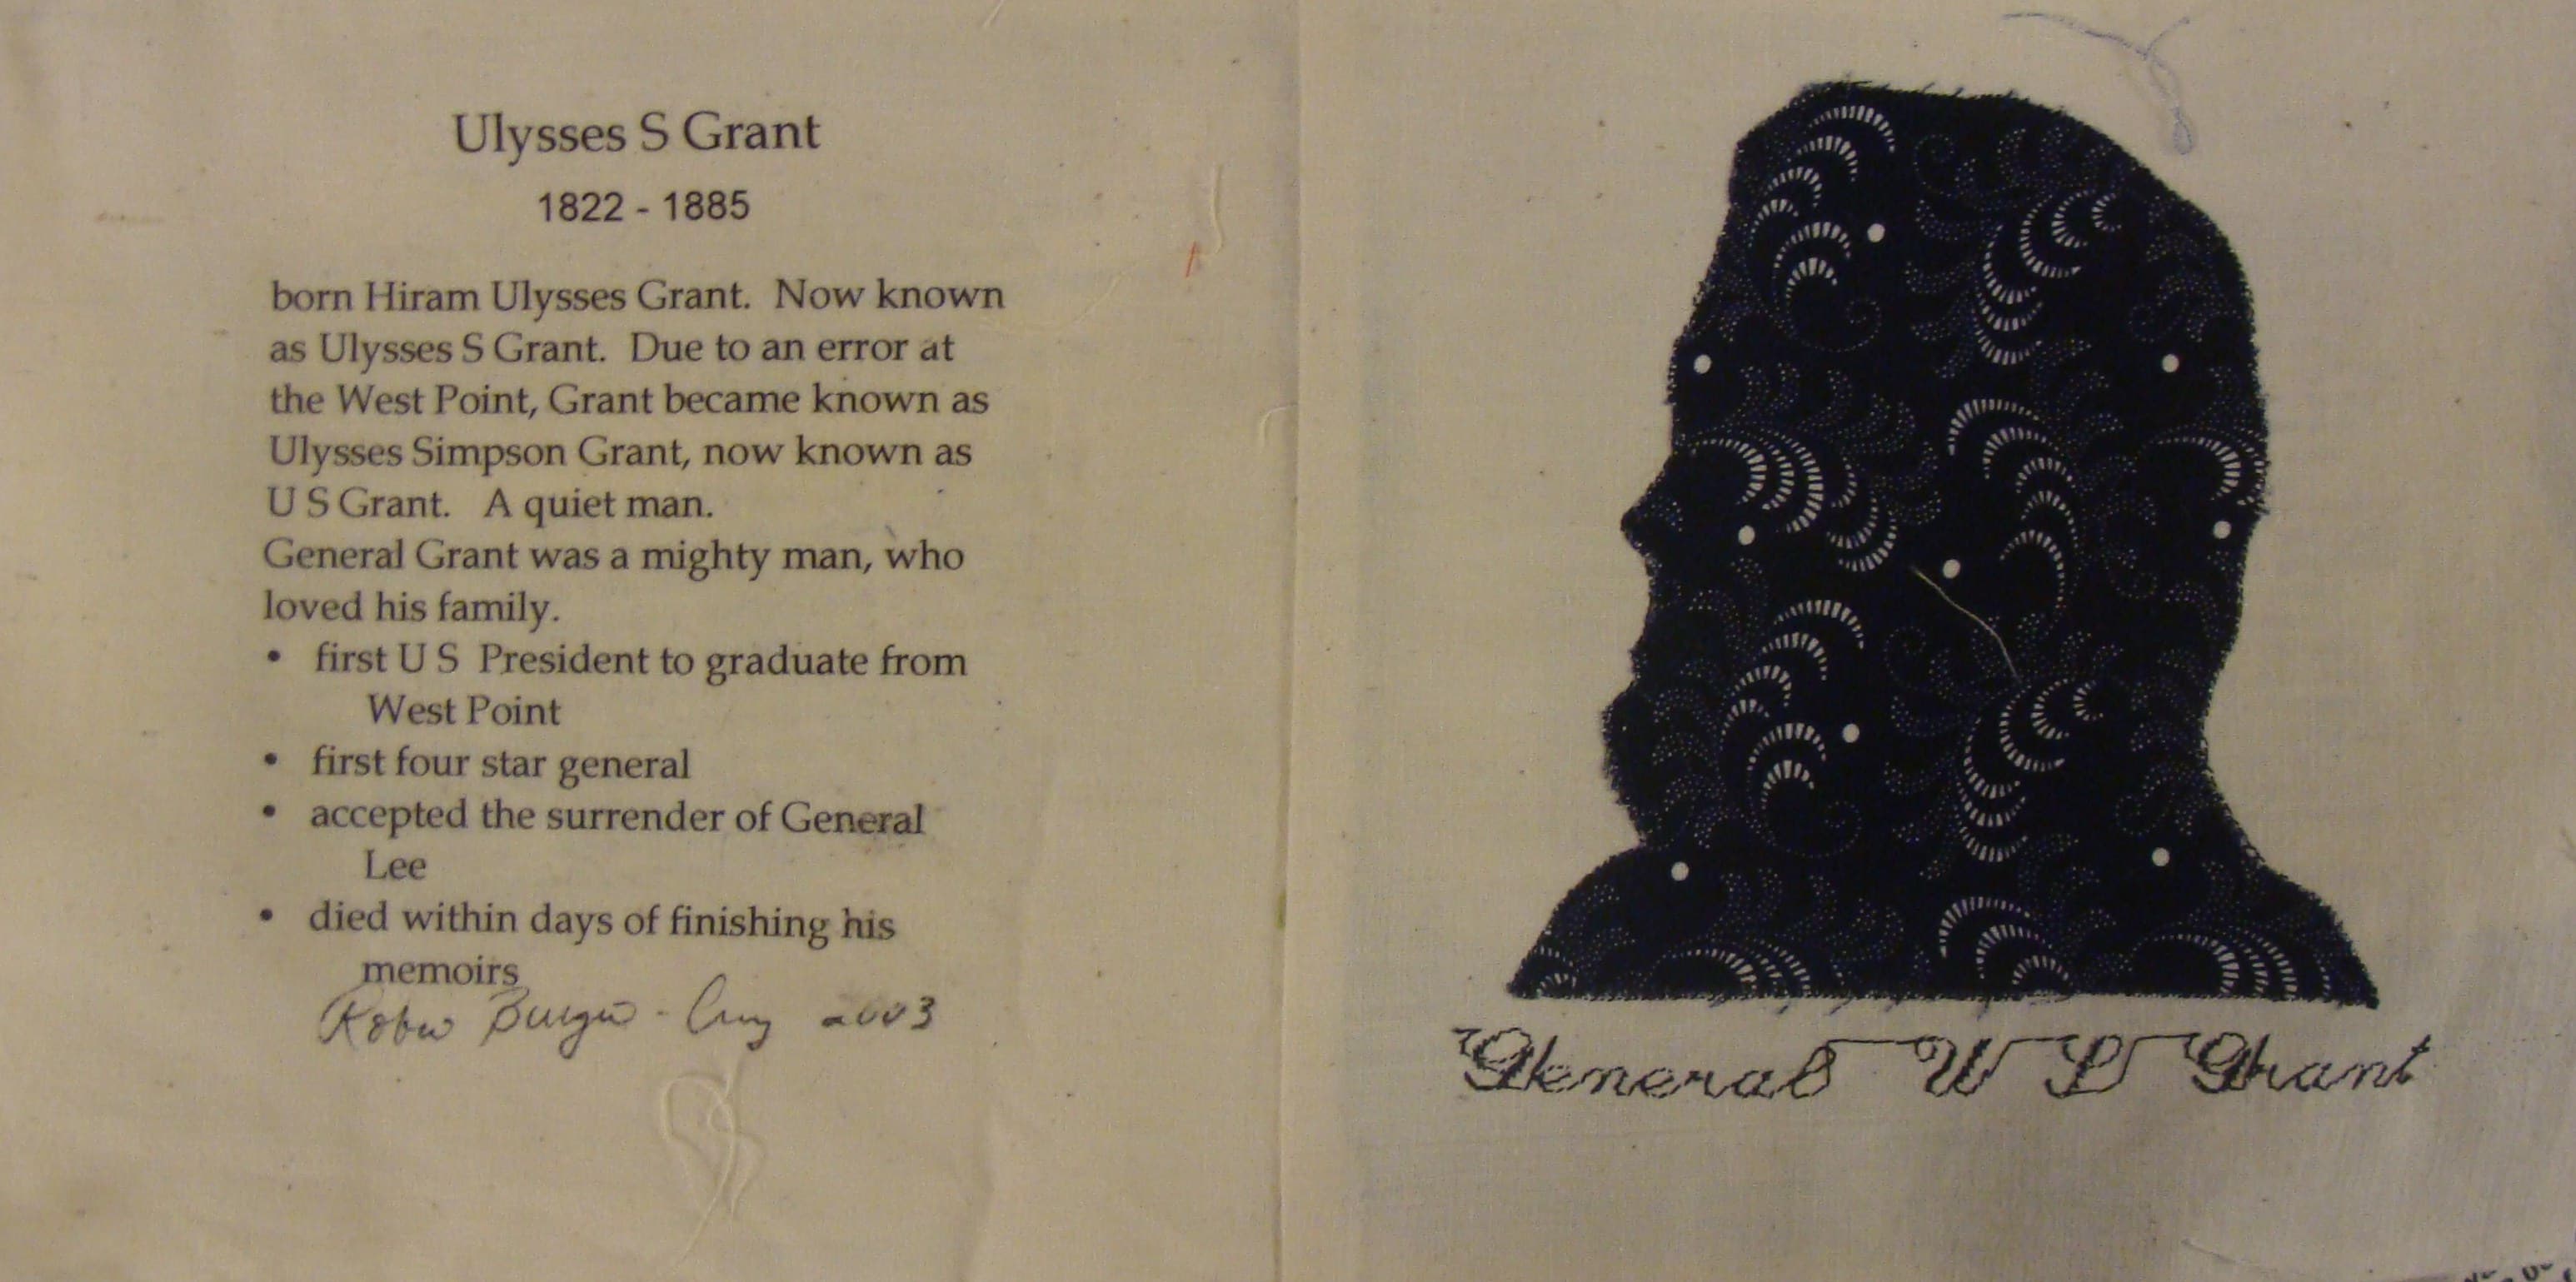 Ulysses S Grant
1822 - 1885
born Hiram Ulysses Grant. Now known
as Ulysses S Grant. Due to an error at
the West Point, Grant became known as
Ulysses Simpson Grant, now known as
U S Grant. A quiet man.
General Grant was a mighty man, who
loved his family.
• first U S President to graduate from
West Point
• first four star general
• accepted the surrender of General
Lee
• died within days of finishing his
memoirs
2003
General U S Grant